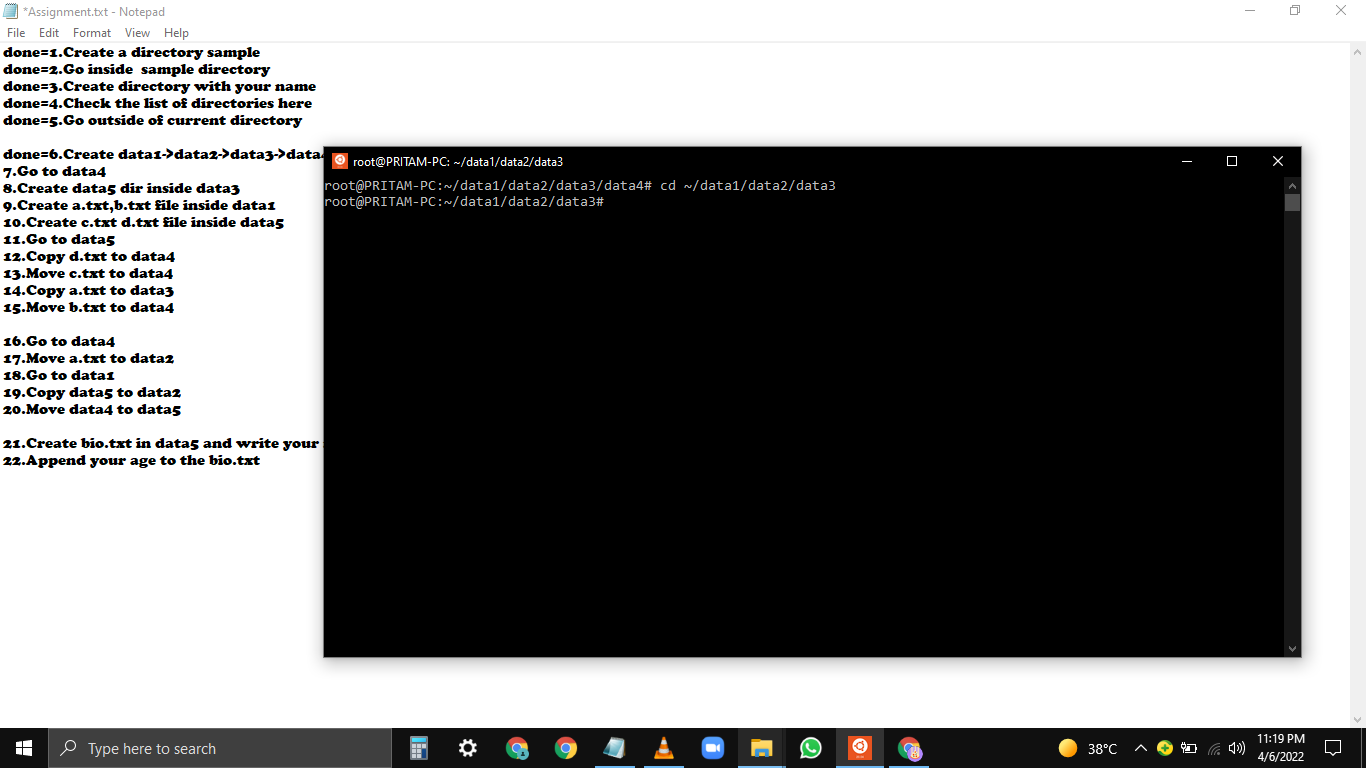 *Assignment.txt - Notepad
File Edit Format View Help
done=1.Create a directory sample
done=2.Go inside  sample directory
done=3.Create directory with your name
done=4.Check the list of directories here
done=5.Go outside of current directory
done=6.Create data1->data2->data3->data4
7.Go to data4
8.Create data5 dir inside data3
9.Create a.txt,b.txt file inside data1
10.Create c.txt d.txt file inside data5
11.Go to data5
12.Copy d.txt to data4
13.Move c.txt to data4
14.Copy a.txt to data3
15.Move b.txt to data4
16.Go to data4
17.Move a.txt to data2
18.Go to data1
19.Copy data5 to data2
20.Move data4 to data5
21.Create bio.txt in data5 and write your
22.Append your age to the bio.txt
root@PRITAM-PC: ~/data1/data2/data3
root@PRITAM-PC:~/data1/data2/data3/data4# cd ~/data1/data2/data3
root@PRITAM-PC:~/data1/data2/data3#
Type here to search
38°C
11:19 PM
4/6/2022